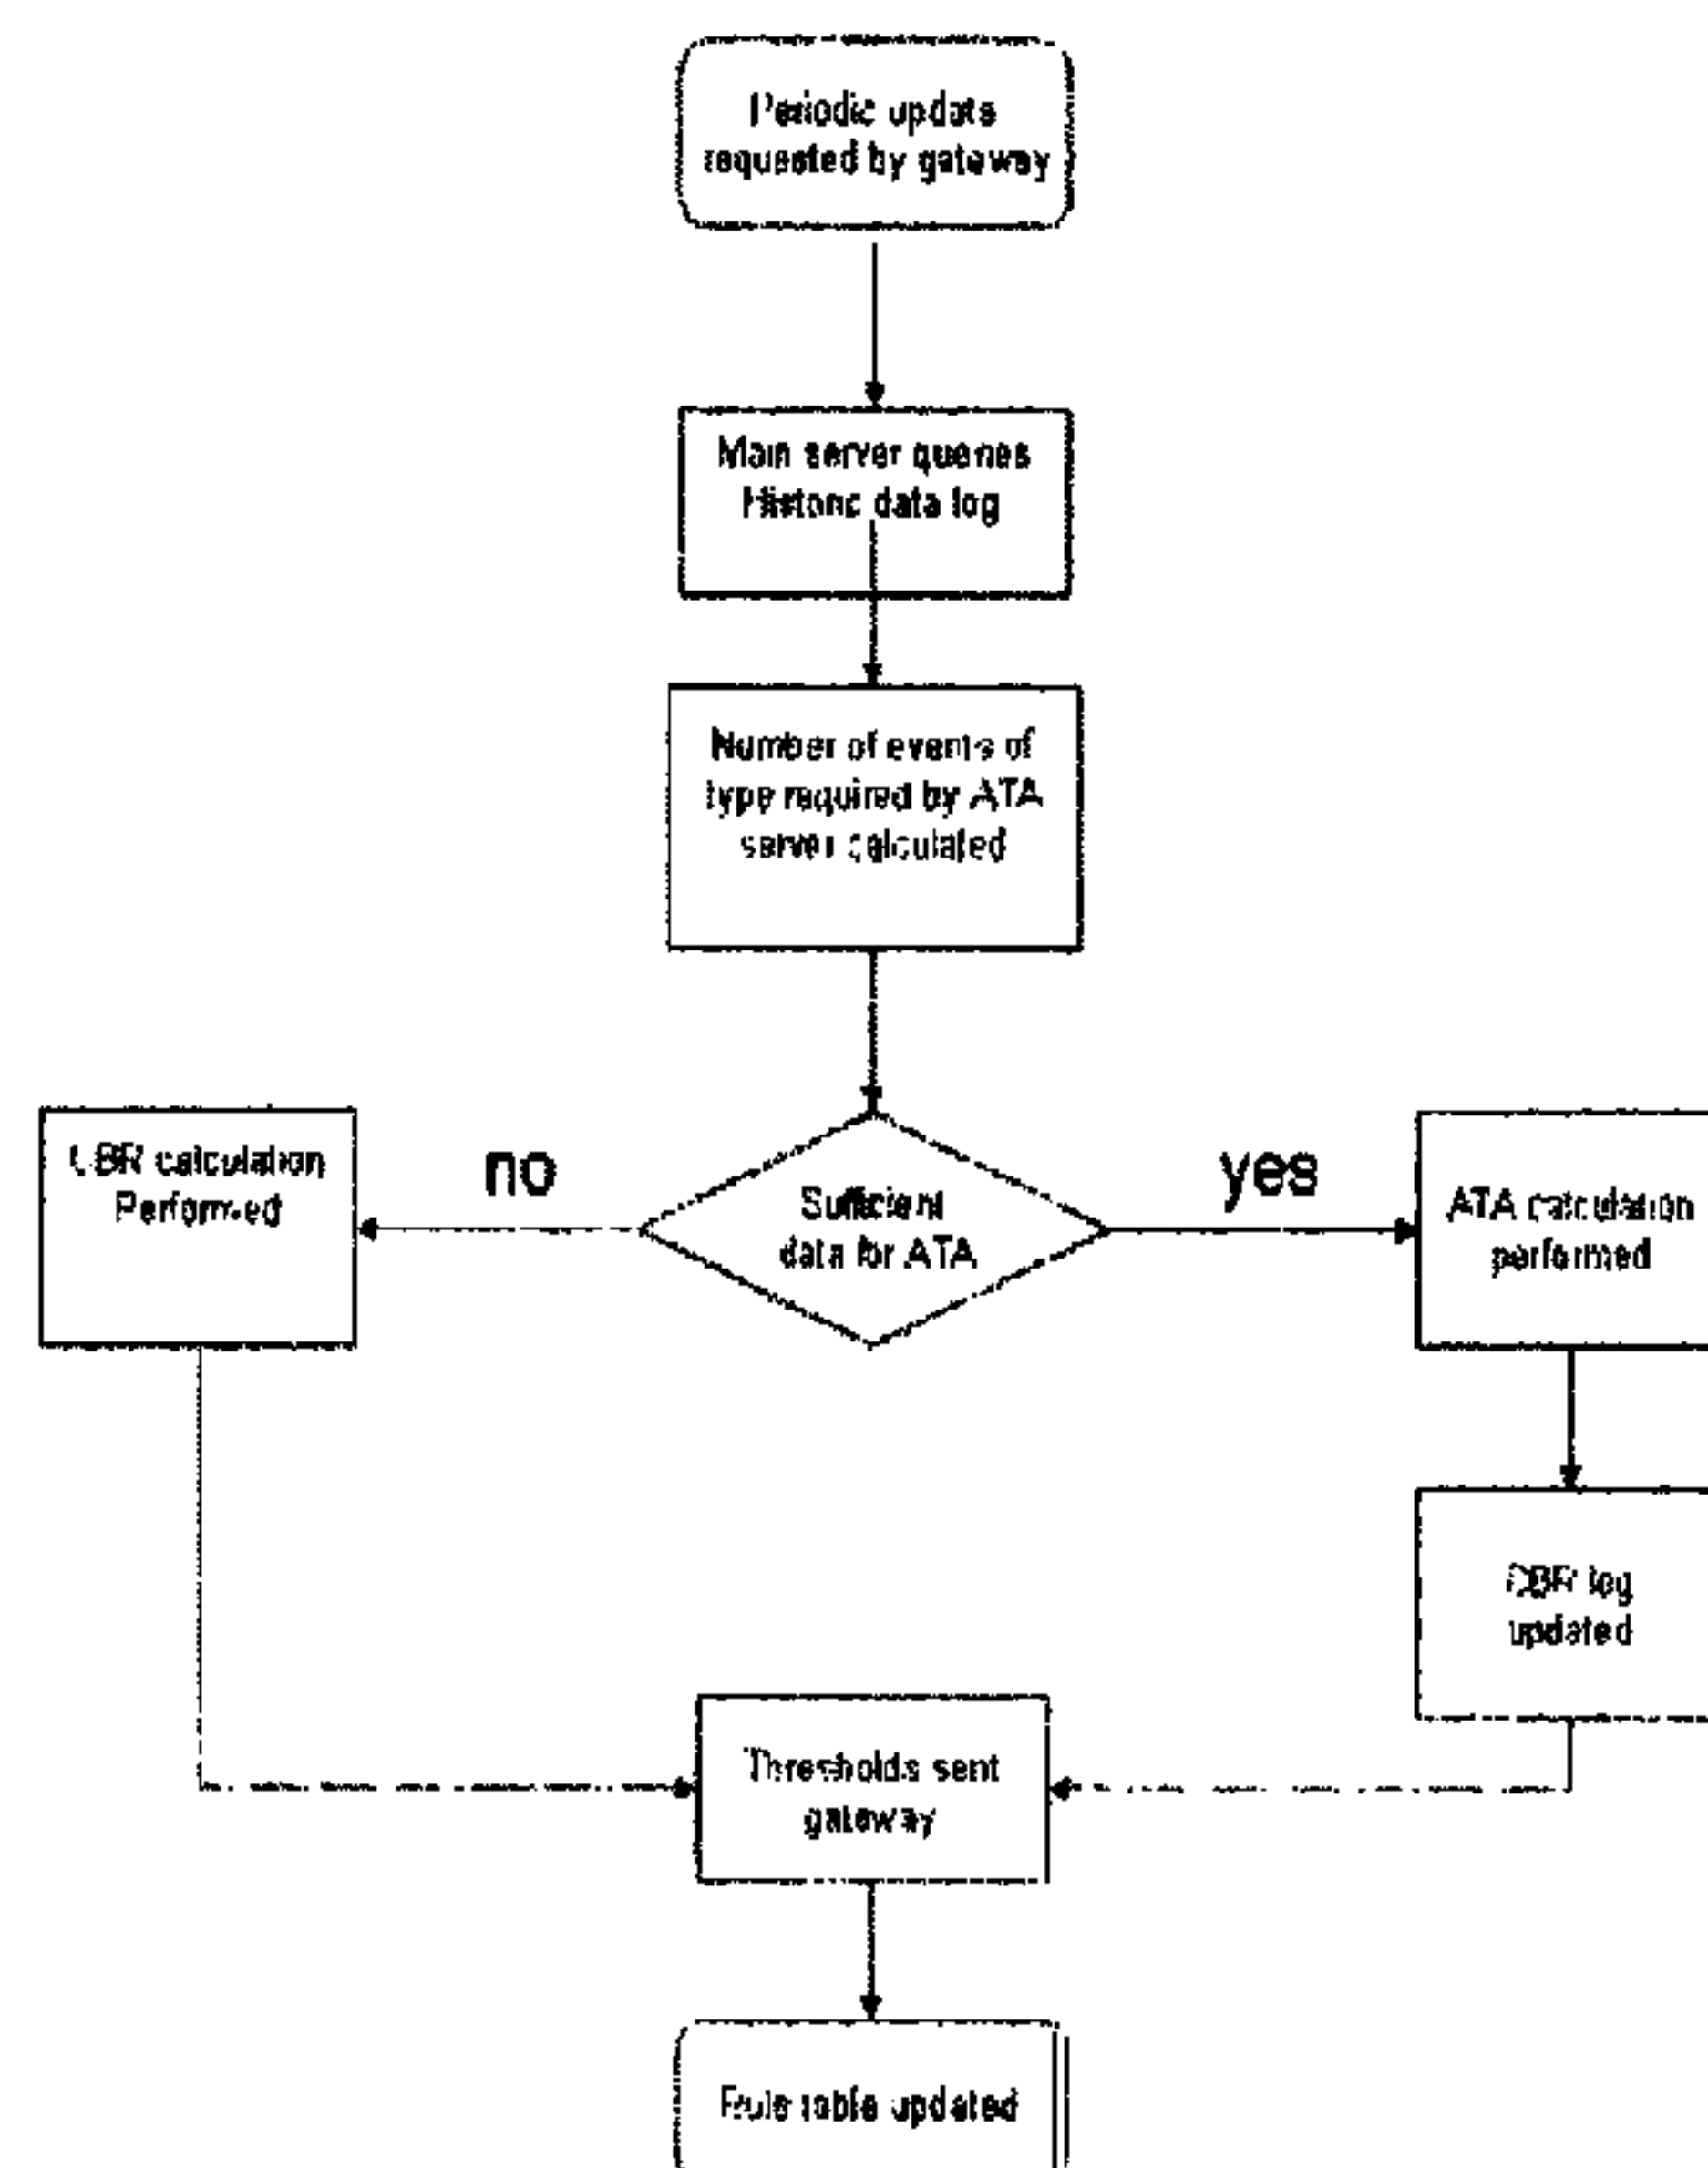 Periodic update
requested by gateway
Main server queries
Historic data log
Number of events of
type required by ATA
server calculated
no
yes
CBR calculation
Performed
Sufficient
data for ATA
ATA calculation
performed
CBR log
updated
Thresholds sent
gateway
Rule table updated